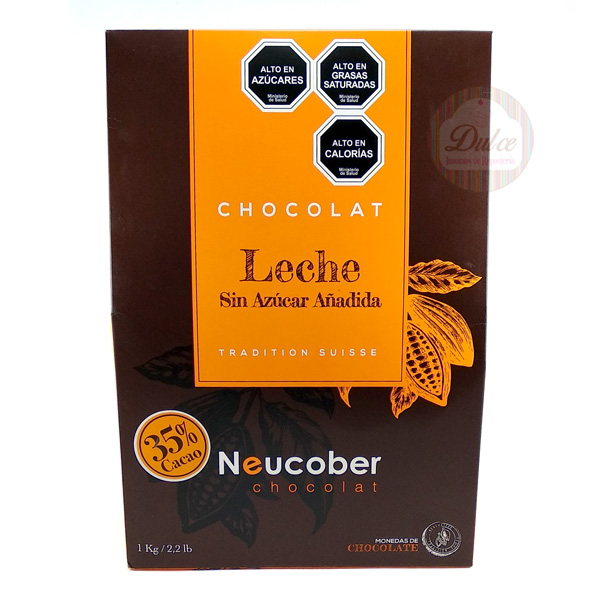 ALTO EN
AZÚCARES
Ministerio
de Salud
ALTO EN
GRASAS
SATURADAS
Ministerio
de Salud
ALTO EN
CALORÍAS
Ministerio
de Salud
Dulce
CHOCOLAT
Leche
Sin Azúcar Añadida
TRADITION SUISSE
35%
Cacao
Neucober
chocolat
1 Kg / 2,2 lb
MONEDAS DE
CHOCOLATE